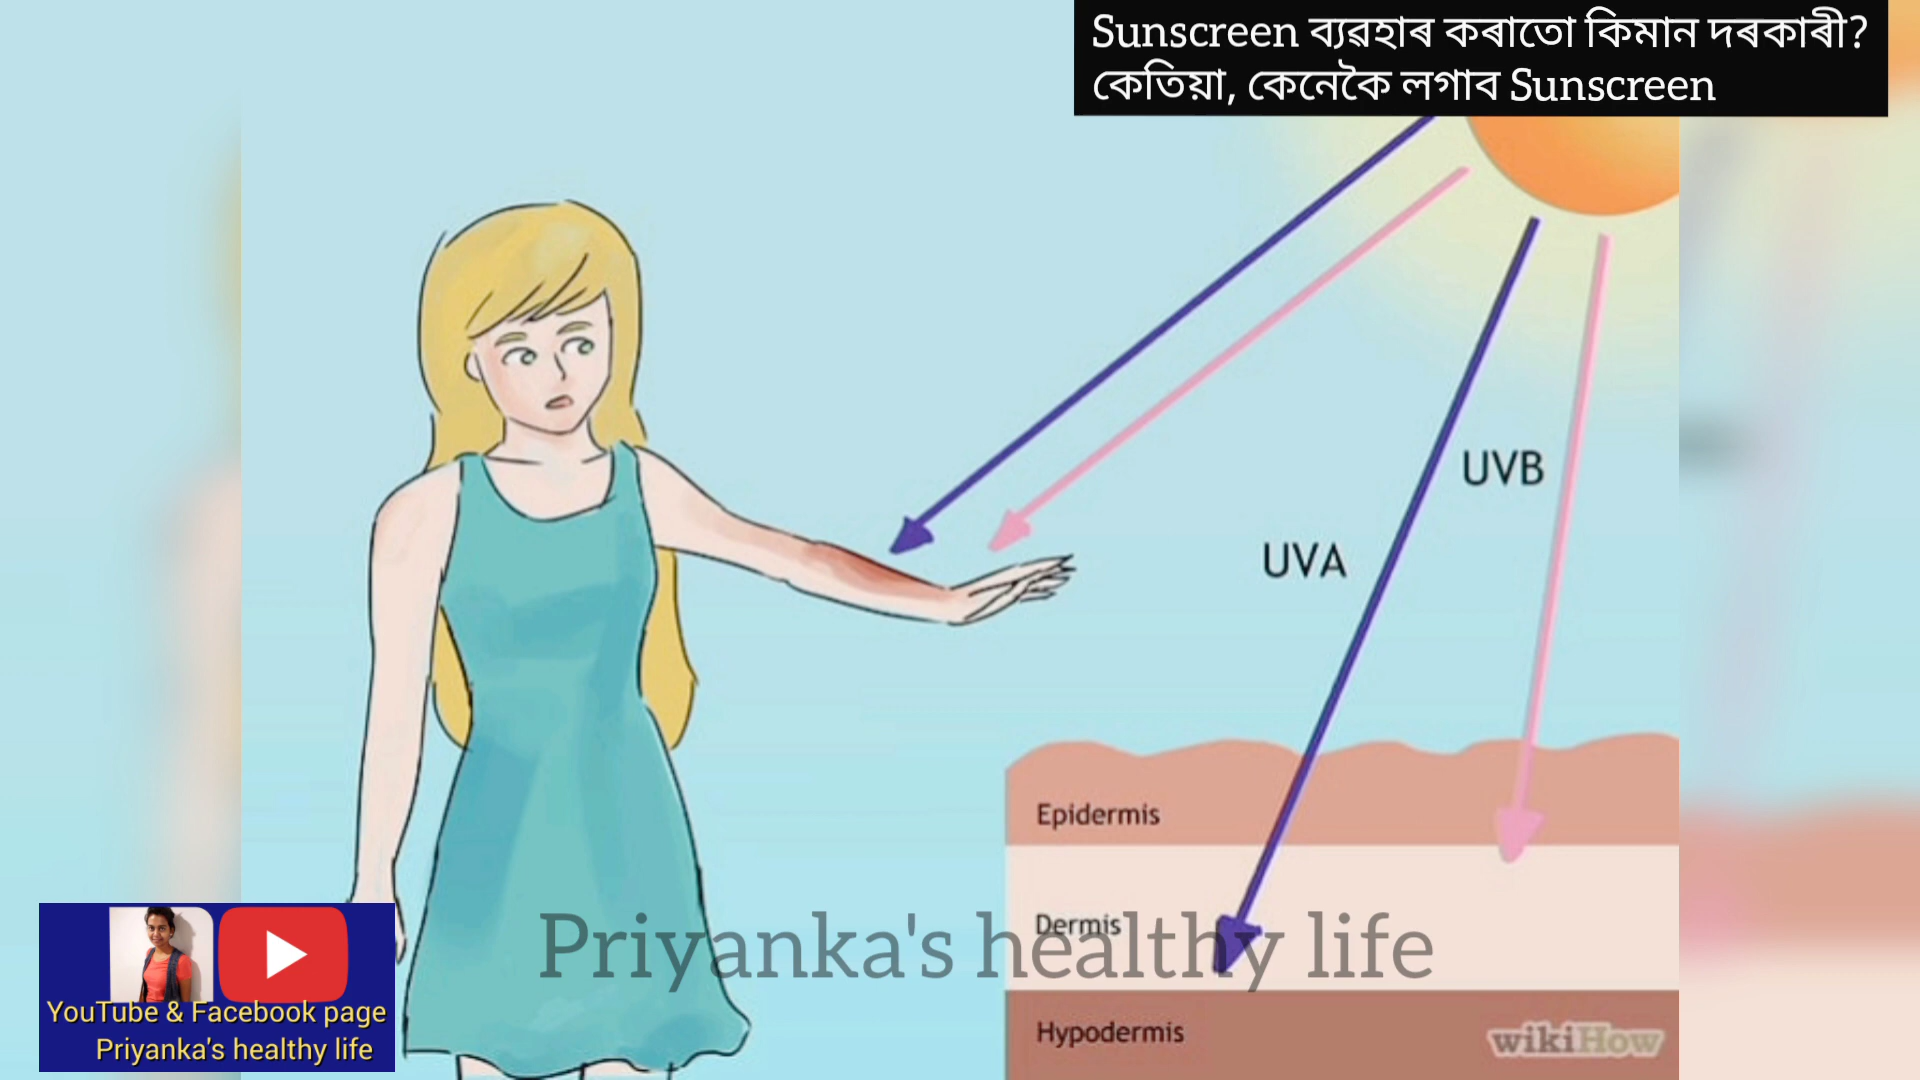 Sunscreen ব্যৱহাৰ কৰাতো কিমান দৰকাৰী?
কেতিয়া, কেনেকৈ লগাব Sunscreen
UVB
UVA
Epidermis
Dermis
Priyanka's healthy life
Hypodermis
wikiHow
YouTube & Facebook page
Priyanka's healthy life